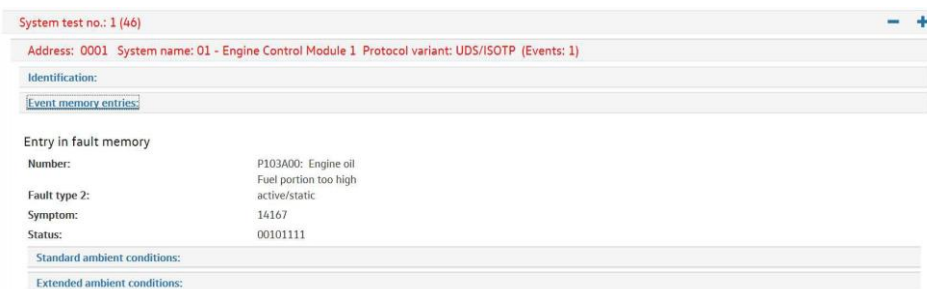 System test no.: 1 (46)
Address: 0001 System name: 01 - Engine Control Module 1 Protocol variant: UDS/ISOTP (Events: 1)
Identification:
Event memory entries:
Entry in fault memory
Number: P103A00: Engine oil
Fuel portion too high
Fault type 2: active/static
Symptom: 14167
Status: 00101111
Standard ambient conditions:
Extended ambient conditions: